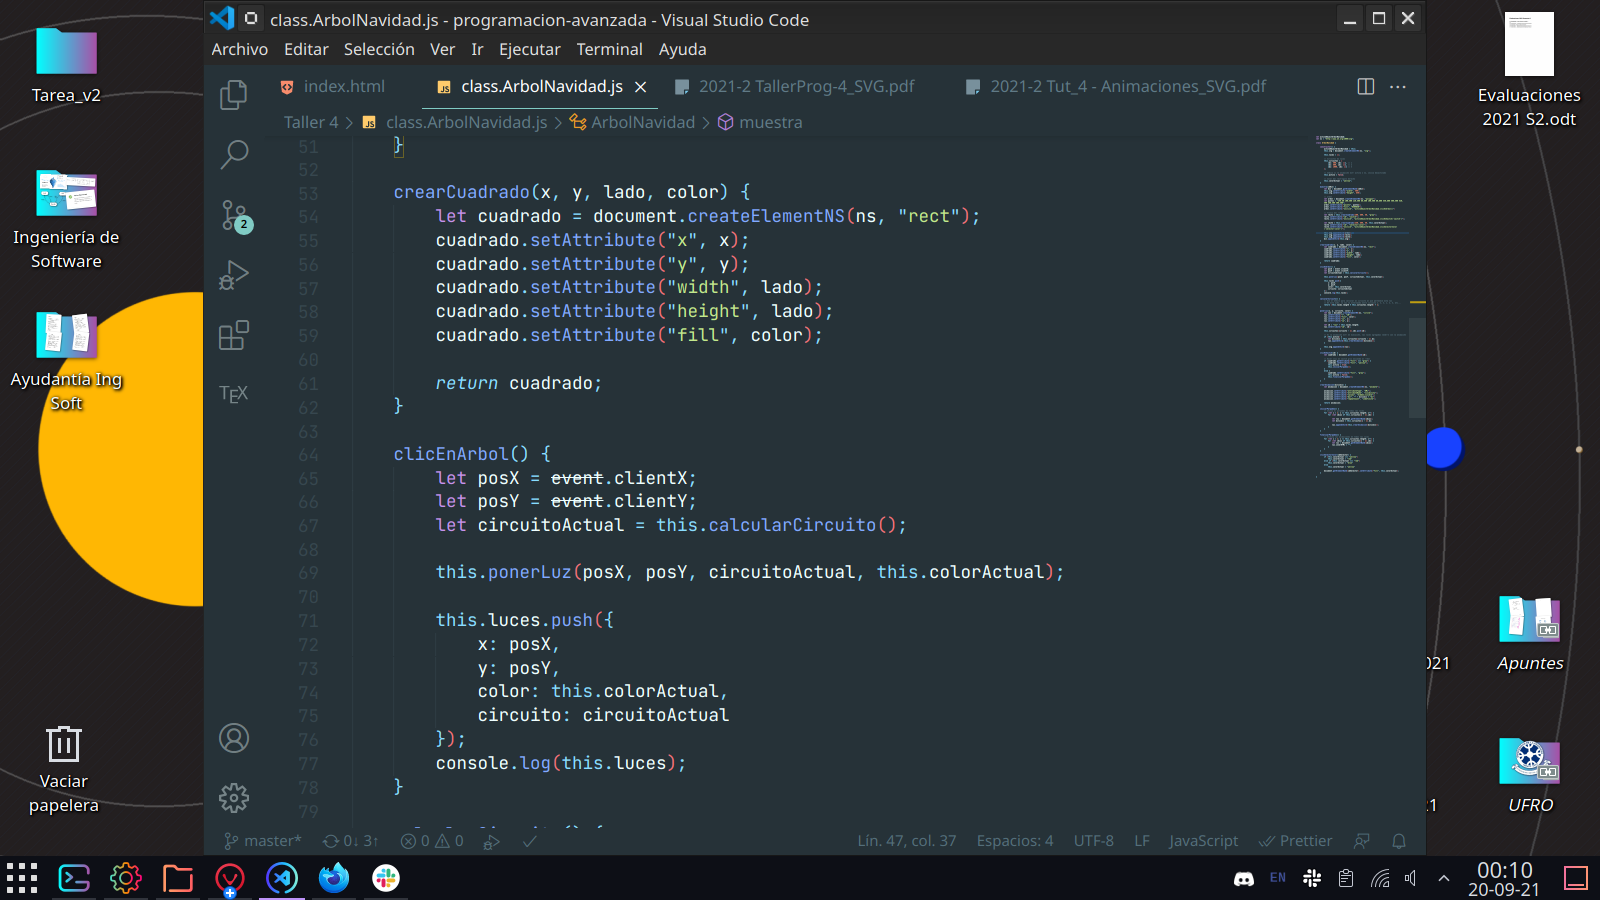 class.ArbolNavidad.js - programacion-avanzada - Visual Studio Code
Archivo Editar Selección Ver Ir Ejecutar Terminal Ayuda
index.html class.ArbolNavidad.js 2021-2 TallerProg-4_SVG.pdf 2021-2 Tut_4 - Animaciones_SVG.pdf
Taller 4 > class.ArbolNavidad.js > ArbolNavidad > muestra
51 }
52
53 crearCuadrado(x, y, lado, color) {
54 let cuadrado = document.createElementNS(ns, "rect");
55 cuadrado.setAttribute("x", x);
56 cuadrado.setAttribute("y", y);
57 cuadrado.setAttribute("width", lado);
58 cuadrado.setAttribute("height", lado);
59 cuadrado.setAttribute("fill", color);
60
61 return cuadrado;
62 }
63
64 clicEnArbol() {
65 let posX = event.clientX;
66 let posY = event.clientY;
67 let circuitoActual = this.calcularCircuito();
68
69 this.ponerLuz(posX, posY, circuitoActual, this.colorActual);
70
71 this.luces.push({
72 x: posX,
73 y: posY,
74 color: this.colorActual,
75 circuito: circuitoActual
76 });
77 console.log(this.luces);
78 }
79
2
TEX
master* 0↓ 3↑ 0 0 Lín. 47, col. 37 Espacios: 4 UTF-8 LF JavaScript Prettier
Tarea_v2
Ingeniería de
Software
Ayudantía Ing
Soft
Vaciar
papelera
Evaluaciones
2021 S2.odt
021
Apuntes
1
UFRO
EN
00:10
20-09-21